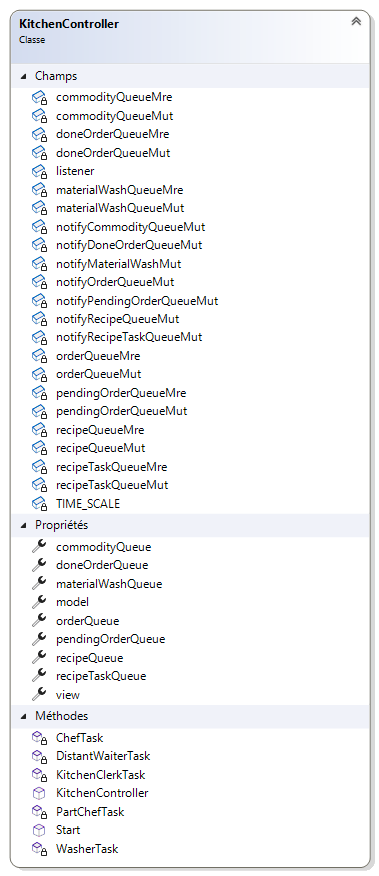 KitchenController
Classe
Champs
commodityQueueMre
commodityQueueMut
doneOrderQueueMre
doneOrderQueueMut
listener
materialWashQueueMre
materialWashQueueMut
notifyCommodityQueueMut
notifyDoneOrderQueueMut
notifyMaterialWashMut
notifyOrderQueueMut
notifyPendingOrderQueueMut
notifyRecipeQueueMut
notifyRecipeTaskQueueMut
orderQueueMre
orderQueueMut
pendingOrderQueueMre
pendingOrderQueueMut
recipeQueueMre
recipeQueueMut
recipeTaskQueueMre
recipeTaskQueueMut
TIME_SCALE
Propriétés
commodityQueue
doneOrderQueue
materialWashQueue
model
orderQueue
pendingOrderQueue
recipeQueue
recipeTaskQueue
view
Méthodes
ChefTask
DistantWaiterTask
KitchenClerkTask
KitchenController
PartChefTask
Start
WasherTask